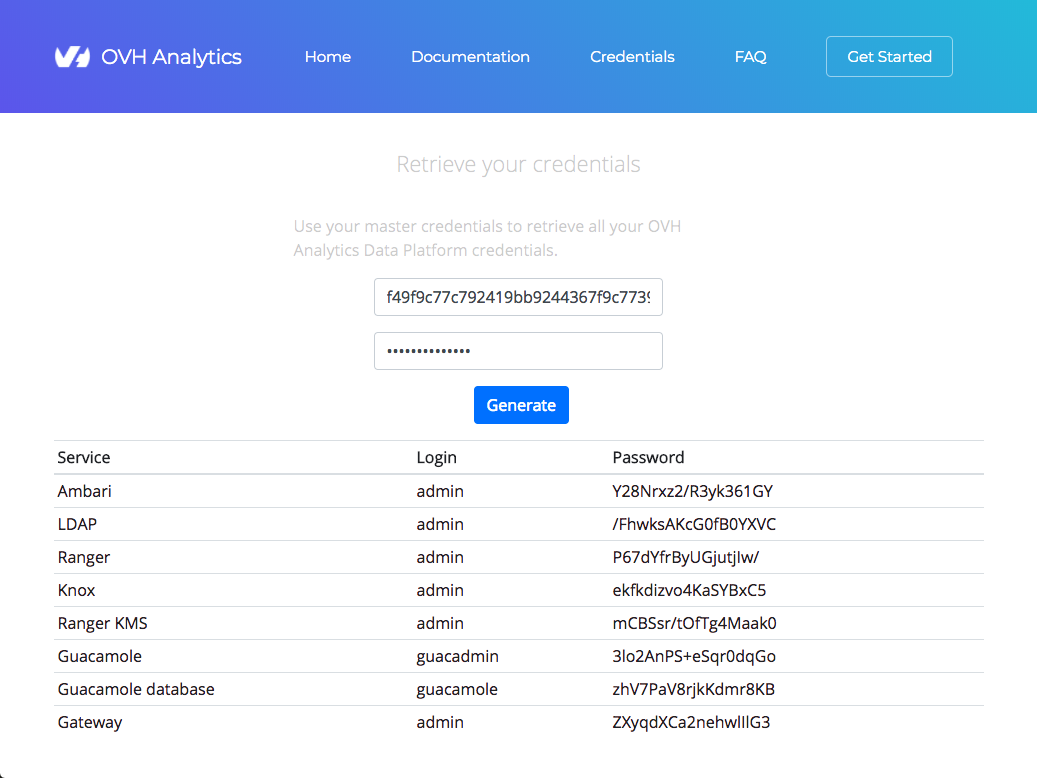 OVH Analytics Home Documentation Credentials FAQ Get Started
Retrieve your credentials
Use your master credentials to retrieve all your OVH
Analytics Data Platform credentials.
f49f9c77c792419bb9244367f9c7739
••••••••••••••
Generate
Service Login Password
Ambari admin Y28Nrxz2/R3yk361GY
LDAP admin /FhwksAKcG0fB0YXVC
Ranger admin P67dYfrByUGjutjIw/
Knox admin ekfkdizvo4KaSYBxC5
Ranger KMS admin mCBSsr/tOfTg4Maak0
Guacamole guacadmin 3lo2AnPS+eSqr0dqGo
Guacamole database guacamole zhV7PaV8rjkKdmr8KB
Gateway admin ZXyqdXCa2nehwlIlG3